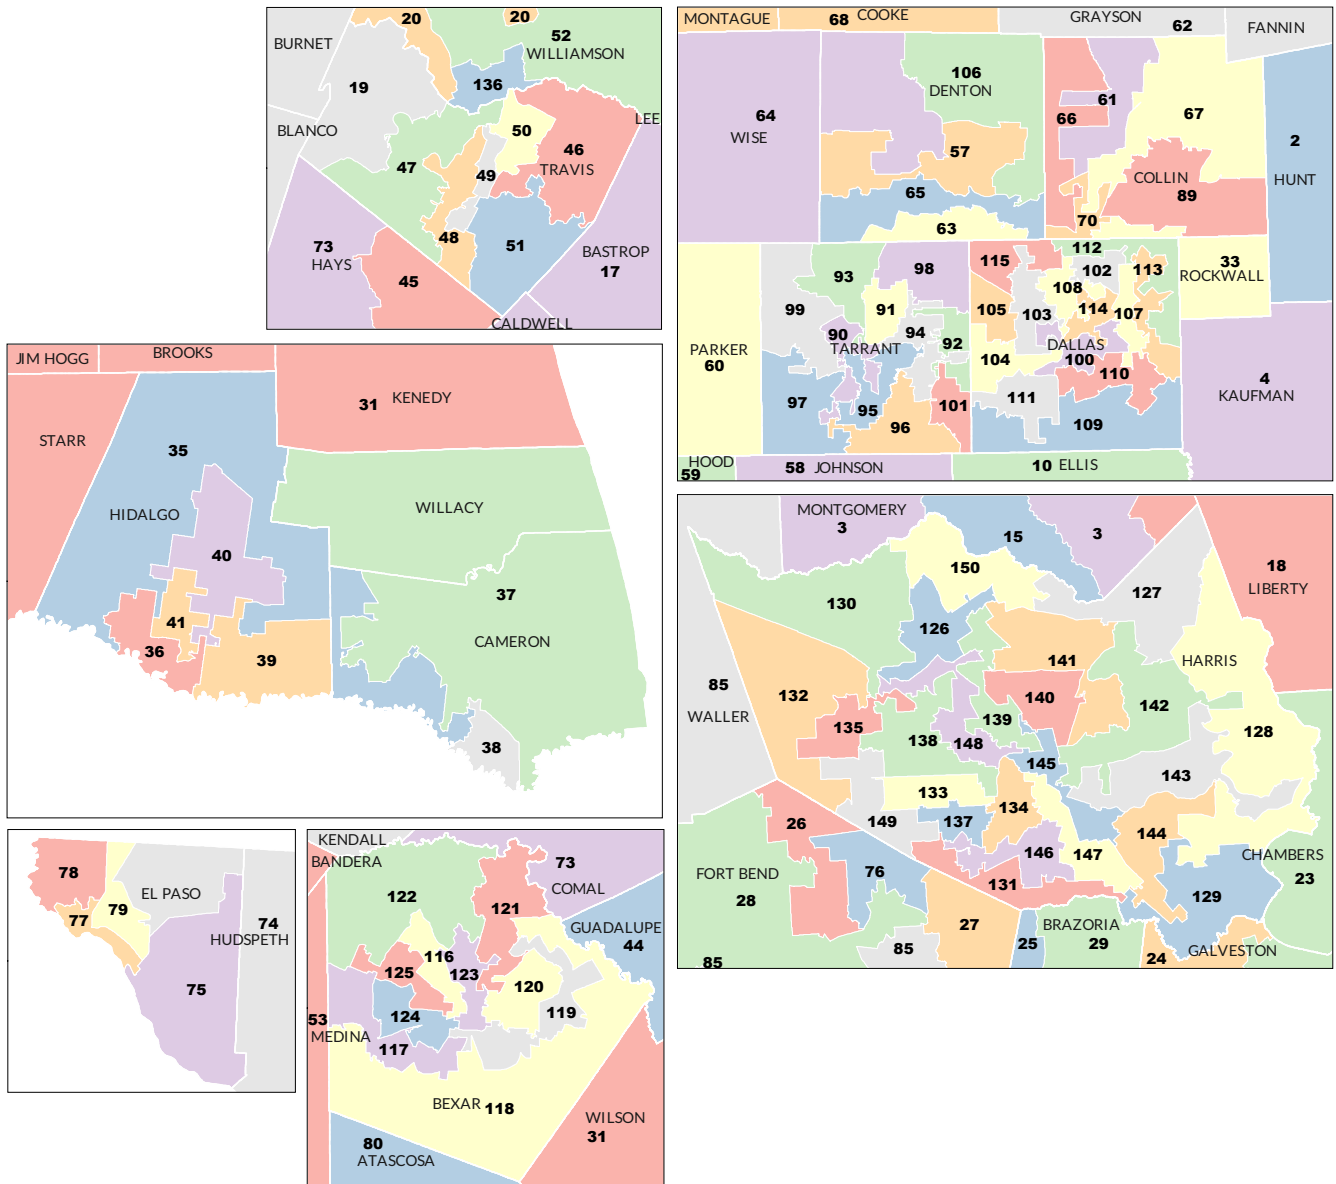 20
20
52
WILLIAMSON
BURNET
19
136
BLANCO
50
LEE
46
TRAVIS
47
49
73
HAYS
48
51
BASTROP
17
45
CALDWELL
MONTAGUE
68 COOKE
GRAYSON
62
FANNIN
106
DENTON
64
WISE
61
66
67
2
HUNT
57
COLLIN
89
65
70
63
112
115
102
113
33
ROCKWALL
93
98
108
99
91
105
103
114
107
90
94
92
DALLAS
TARRANT
PARKER
60
104
100
110
4
KAUFMAN
97
95
101
111
96
109
HOOD
59
58 JOHNSON
10 ELLIS
JIM HOGG
BROOKS
31 KENEDY
STARR
35
HIDALGO
WILLACY
40
37
41
CAMERON
36
39
38
MONTGOMERY
3
15
3
150
18
LIBERTY
127
130
126
HARRIS
141
85
WALLER
132
140
142
135
139
138
148
128
145
143
133
134
26
149
137
144
146
147
CHAMBERS
23
FORT BEND
28
76
131
129
27
BRAZORIA
29
85
25
GALVESTON
24
85
78
EL PASO
79
77
74
HUDSPETH
75
KENDALL
BANDERA
73
COMAL
122
121
GUADALUPE
44
116
125
123
120
53
MEDINA
124
119
117
BEXAR 118
WILSON
31
80
ATASCOSA